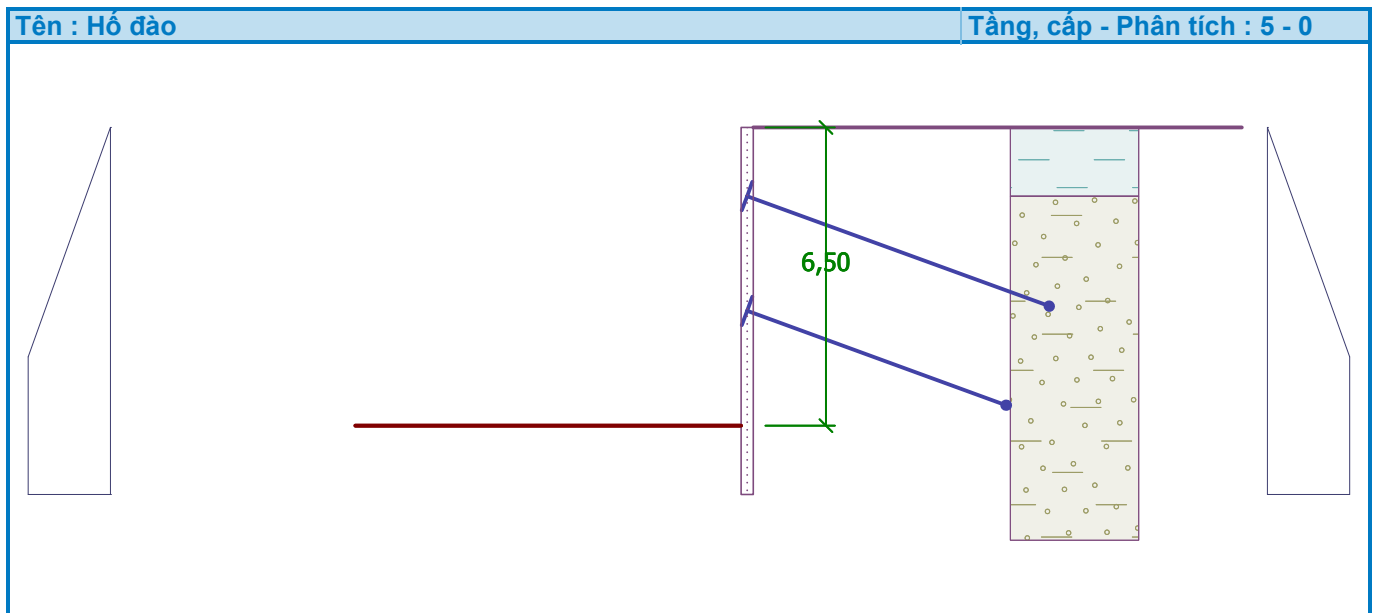 Tên : Hố đào
Tầng, cấp - Phân tích : 5 - 0
6,50